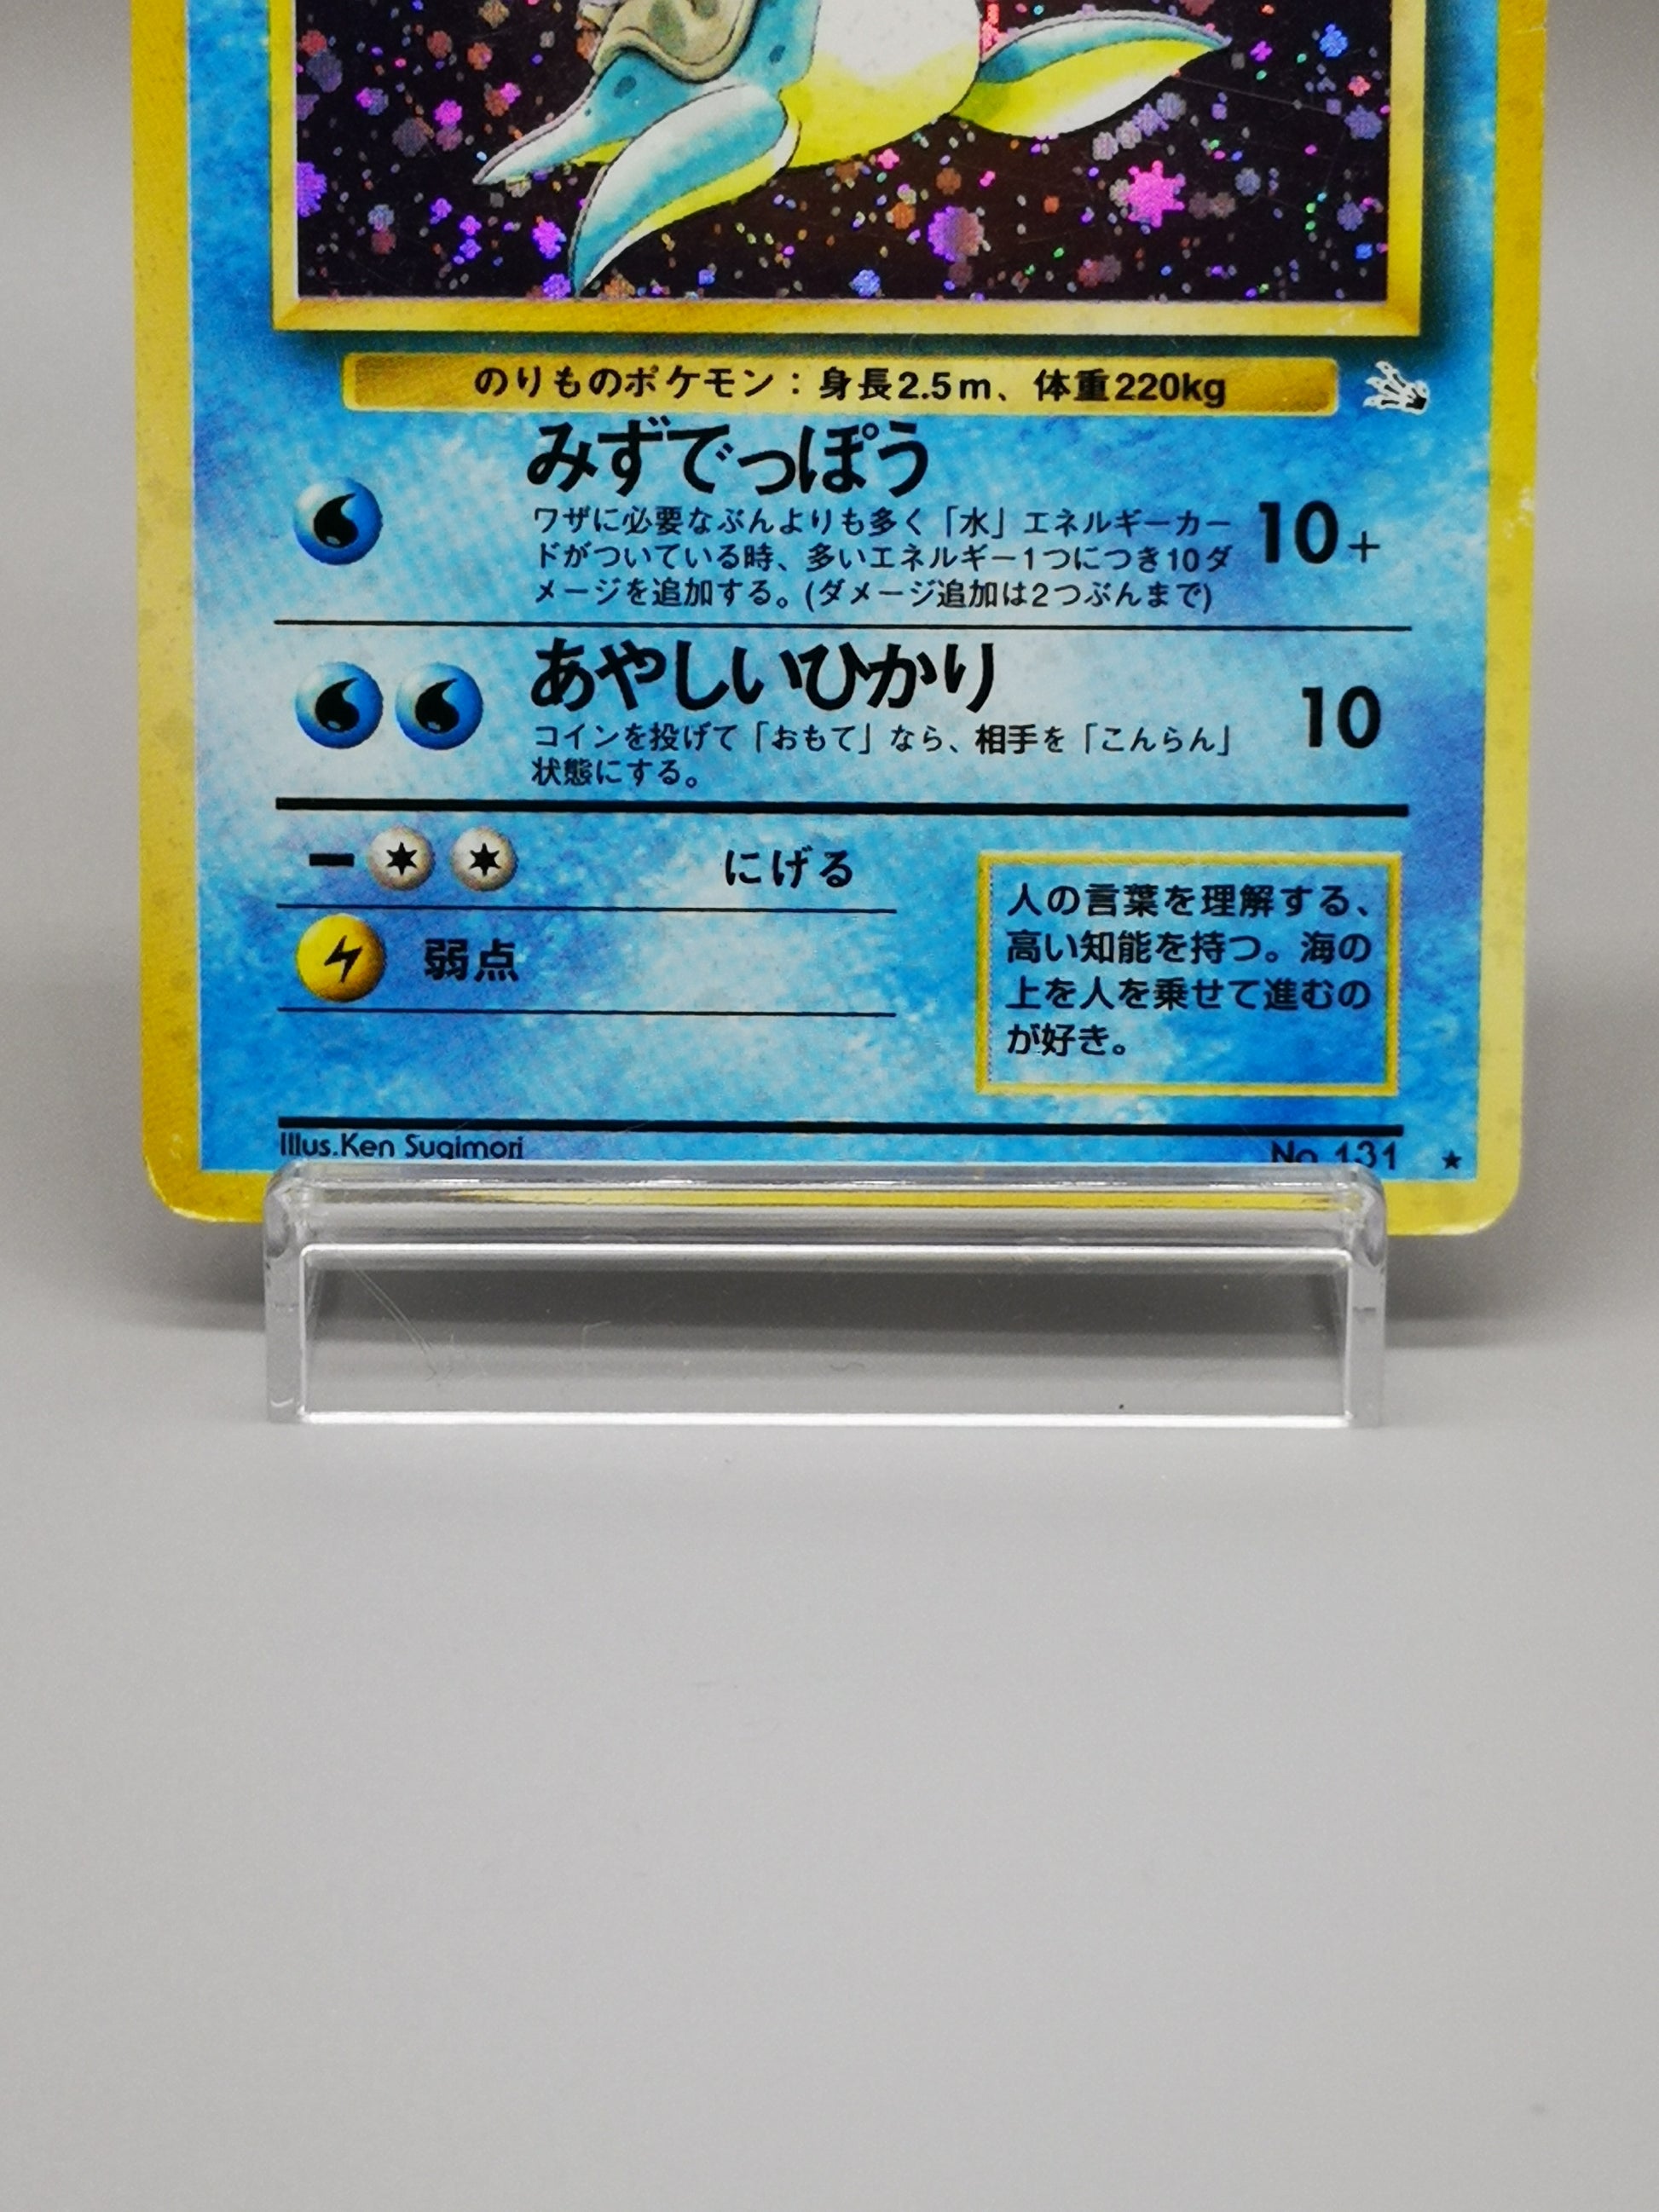 のりものポケモン：身長2.5m、体重220kg
みずでっぽう
ワザに必要なぶんよりも多く「水」エネルギーカー
ドがついている時、多いエネルギー1つにつき10ダ
メージを追加する。(ダメージ追加は2つぶんまで)
10+
あやしいひかり
コインを投げて「おもて」なら、相手を「こんらん」
状態にする。
10
にげる
弱点
人の言葉を理解する、
高い知能を持つ。海の
上を人を乗せて進むの
が好き。
Illus.Ken Sugimori
No.131